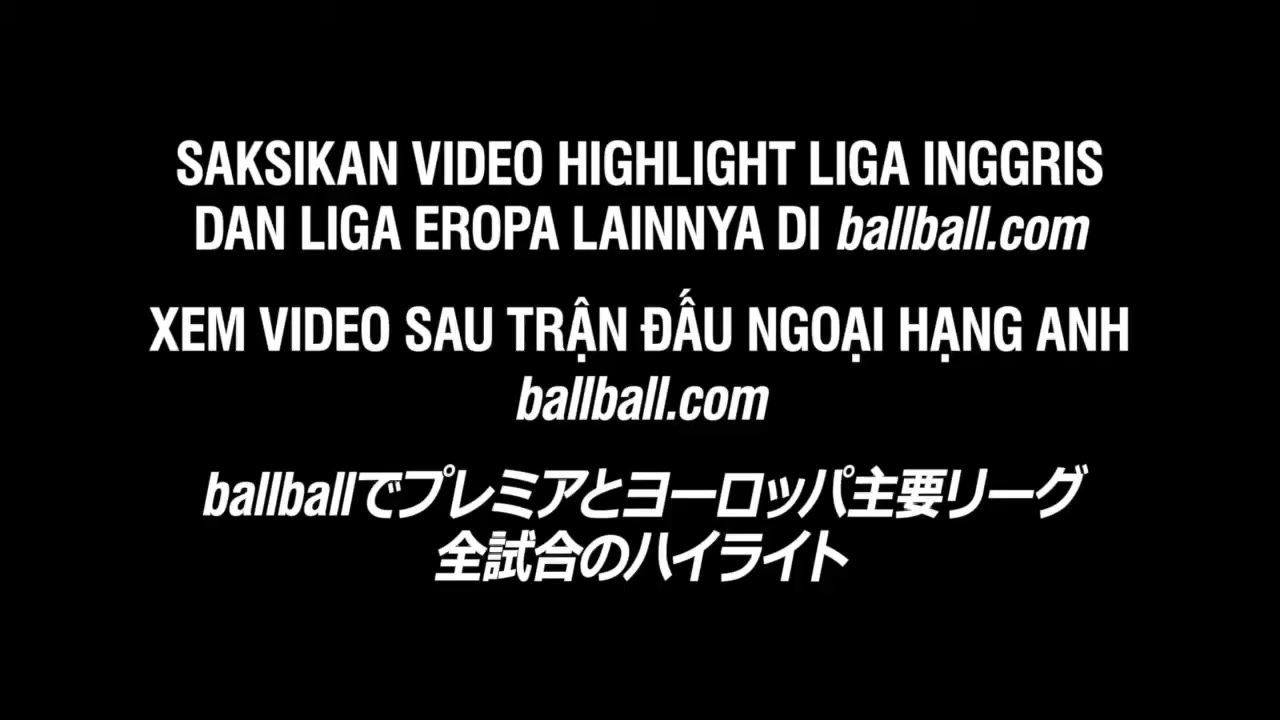 SAKSIKAN VIDEO HIGHLIGHT LIGA INGGRIS
DAN LIGA EROPA LAINNYA DI ballball.com
XEM VIDEO SAU TRẬN ĐẤU NGOẠI HẠNG ANH
ballball.com
ballballでプレミアとヨーロッパ主要リーグ
全試合のハイライト